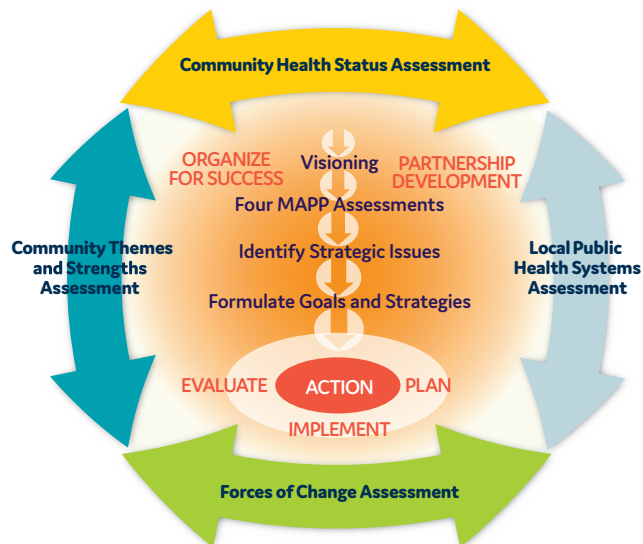 Community Health Status Assessment
ORGANIZE
FOR SUCCESS
Visioning
PARTNERSHIP
DEVELOPMENT
Four MAPP Assessments
Community Themes
and Strengths
Assessment
Identify Strategic Issues
Local Public
Health Systems
Assessment
Formulate Goals and Strategies
EVALUATE
ACTION
PLAN
IMPLEMENT
Forces of Change Assessment